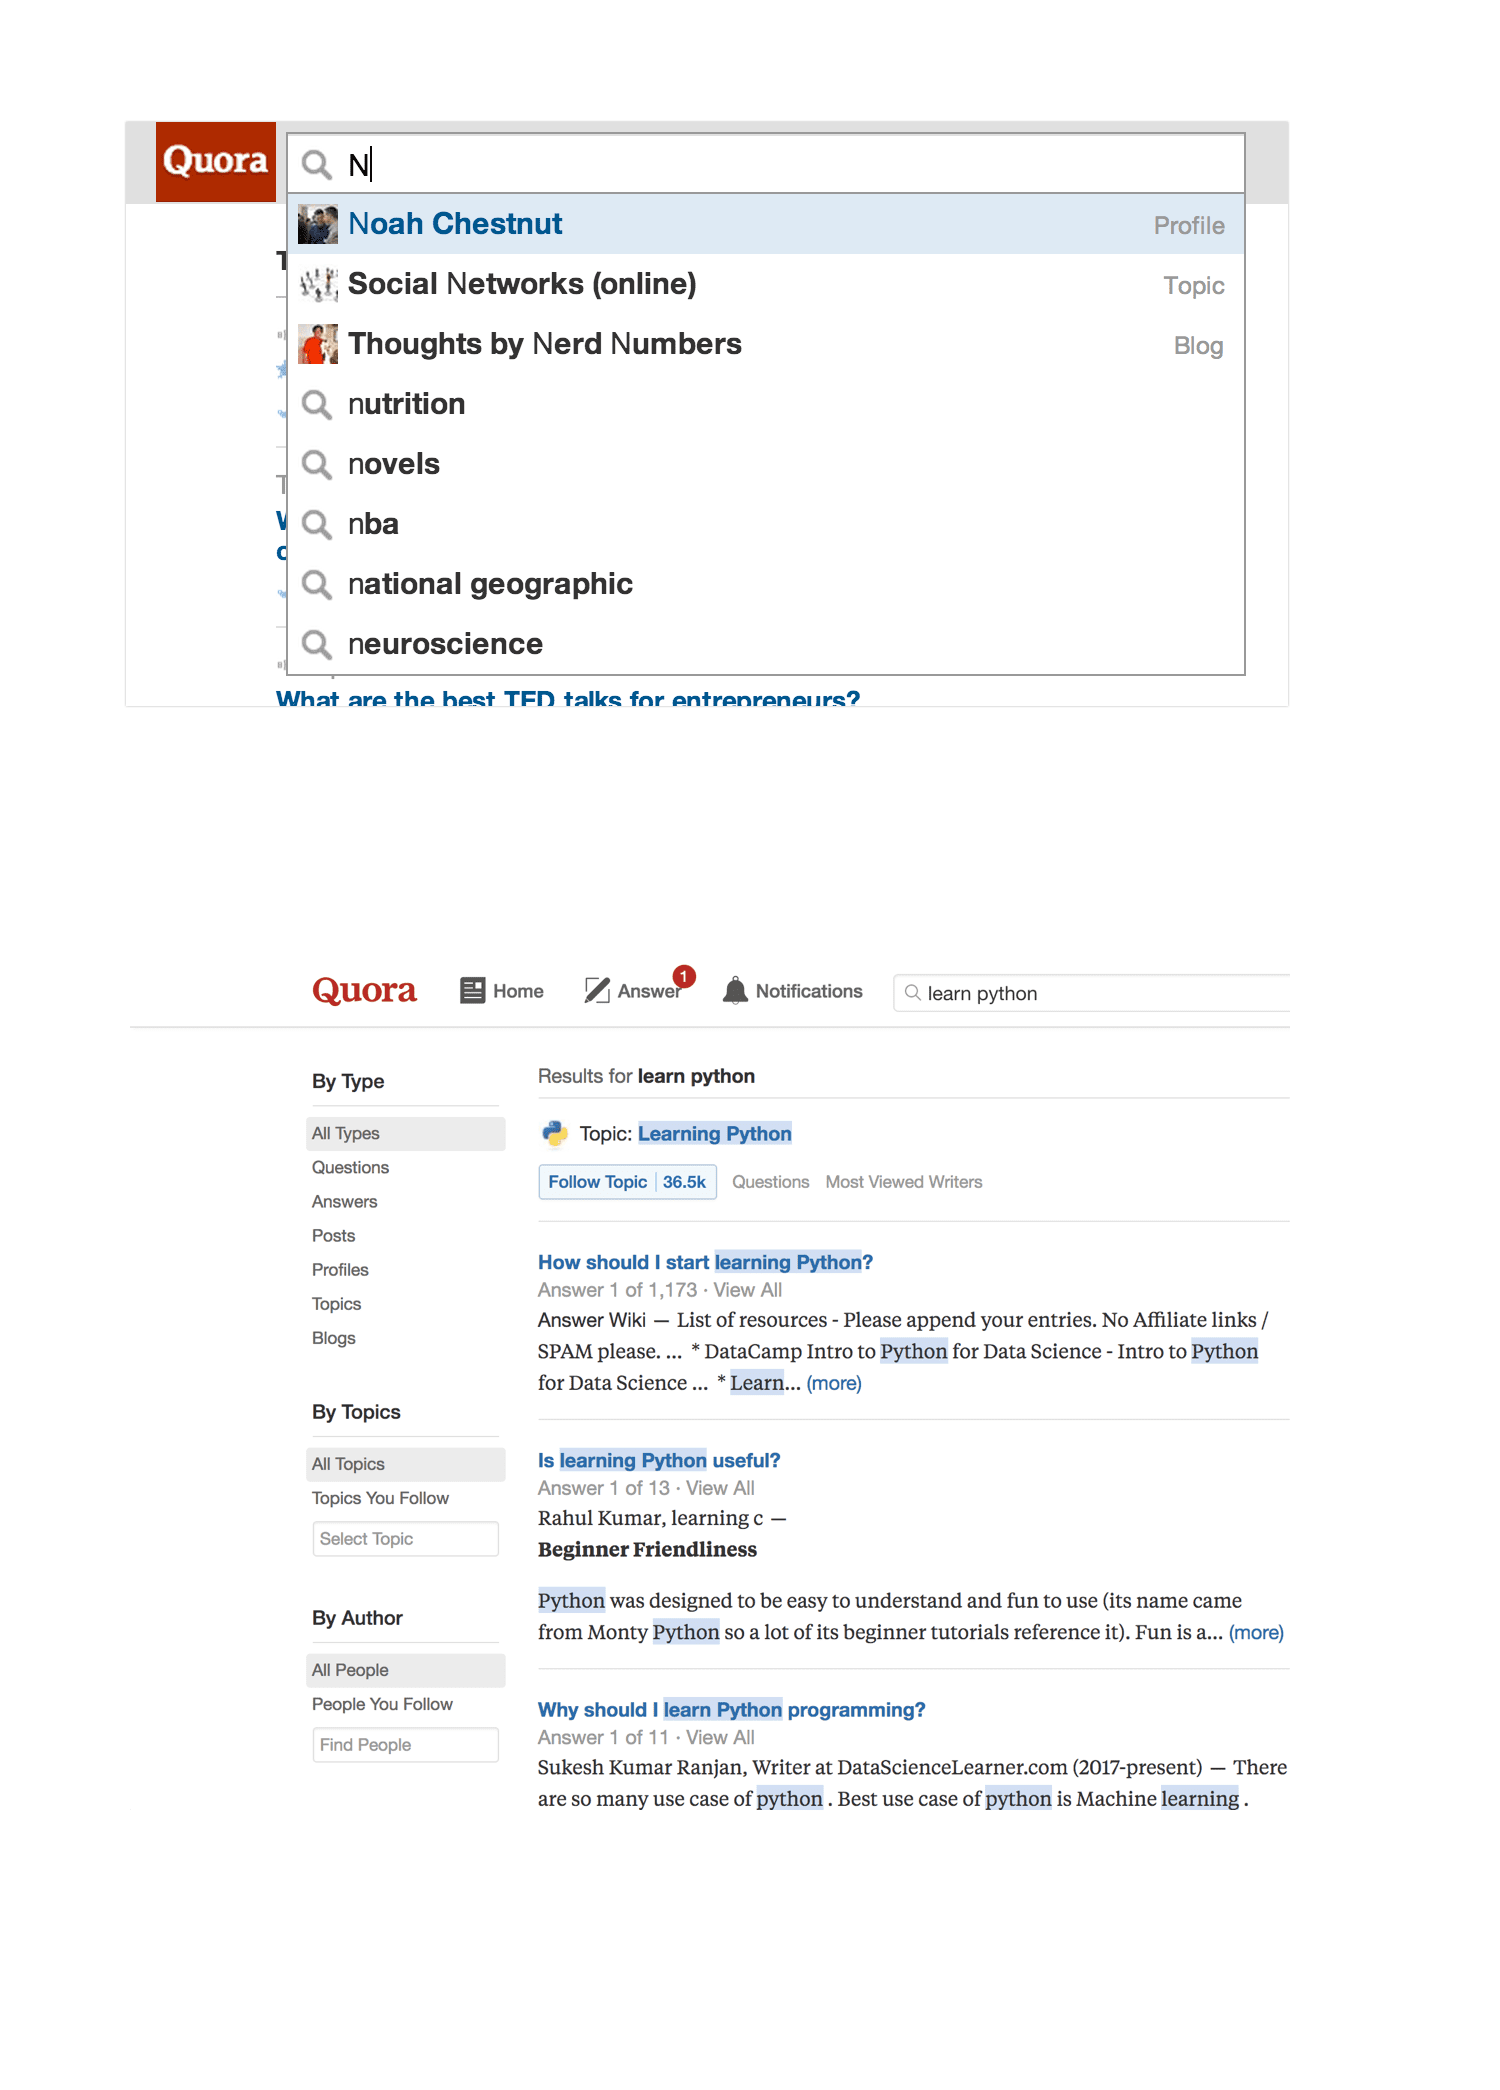 Quora
N
Noah Chestnut Profile
Social Networks (online) Topic
Thoughts by Nerd Numbers Blog
nutrition
novels
nba
national geographic
neuroscience
What are the best TED talks for entrepreneurs?
Quora Home Answer 1 Notifications learn python
By Type
All Types
Questions
Answers
Posts
Profiles
Topics
Blogs
By Topics
All Topics
Topics You Follow
Select Topic
By Author
All People
People You Follow
Find People
Results for learn python
Topic: Learning Python
Follow Topic 36.5k Questions Most Viewed Writers
How should I start learning Python?
Answer 1 of 1,173 · View All
Answer Wiki — List of resources - Please append your entries. No Affiliate links /
SPAM please. ... * DataCamp Intro to Python for Data Science - Intro to Python
for Data Science ... * Learn... (more)
Is learning Python useful?
Answer 1 of 13 · View All
Rahul Kumar, learning c —
Beginner Friendliness
Python was designed to be easy to understand and fun to use (its name came
from Monty Python so a lot of its beginner tutorials reference it). Fun is a... (more)
Why should I learn Python programming?
Answer 1 of 11 · View All
Sukesh Kumar Ranjan, Writer at DataScienceLearner.com (2017-present) — There
are so many use case of python . Best use case of python is Machine learning .